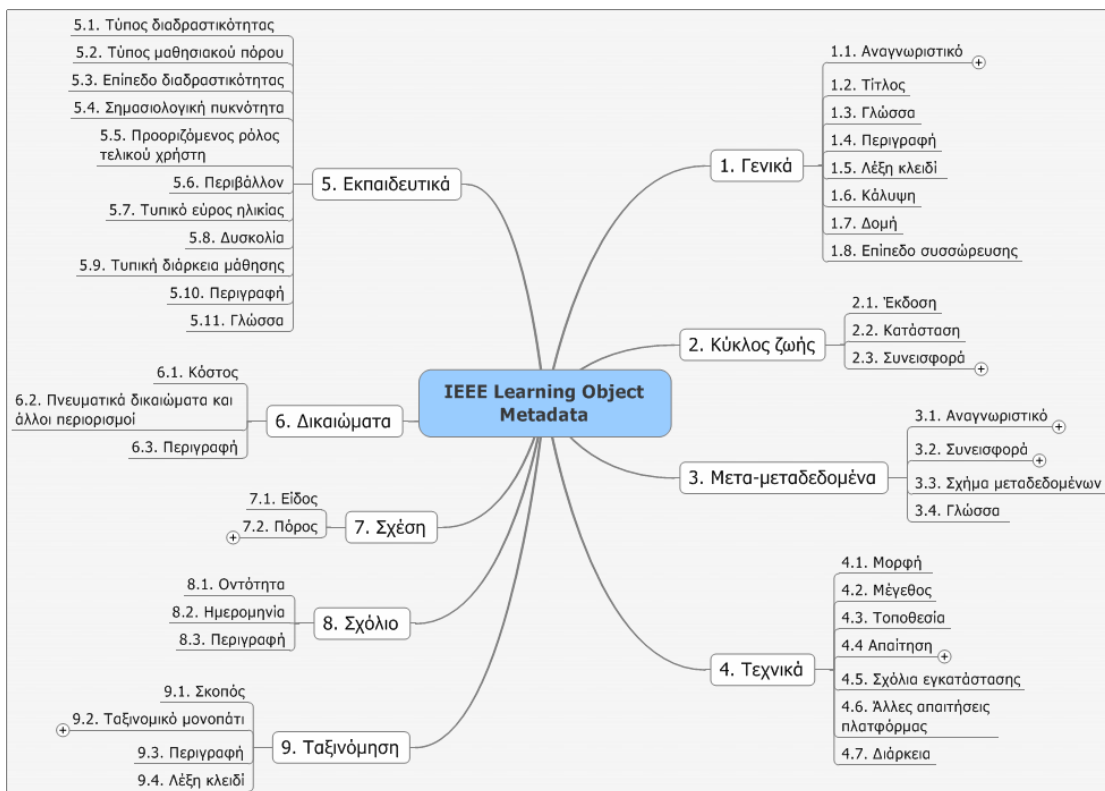 IEEE Learning Object
Metadata
1. Γενικά
1.1. Αναγνωριστικό
1.2. Τίτλος
1.3. Γλώσσα
1.4. Περιγραφή
1.5. Λέξη κλειδί
1.6. Κάλυψη
1.7. Δομή
1.8. Επίπεδο συσσώρευσης
2. Κύκλος ζωής
2.1. Έκδοση
2.2. Κατάσταση
2.3. Συνεισφορά
3. Μετα-μεταδεδομένα
3.1. Αναγνωριστικό
3.2. Συνεισφορά
3.3. Σχήμα μεταδεδομένων
3.4. Γλώσσα
4. Τεχνικά
4.1. Μορφή
4.2. Μέγεθος
4.3. Τοποθεσία
4.4 Απαίτηση
4.5. Σχόλια εγκατάστασης
4.6. Άλλες απαιτήσεις
πλατφόρμας
4.7. Διάρκεια
5. Εκπαιδευτικά
5.1. Τύπος διαδραστικότητας
5.2. Τύπος μαθησιακού πόρου
5.3. Επίπεδο διαδραστικότητας
5.4. Σημασιολογική πυκνότητα
5.5. Προοριζόμενος ρόλος
τελικού χρήστη
5.6. Περιβάλλον
5.7. Τυπικό εύρος ηλικίας
5.8. Δυσκολία
5.9. Τυπική διάρκεια μάθησης
5.10. Περιγραφή
5.11. Γλώσσα
6. Δικαιώματα
6.1. Κόστος
6.2. Πνευματικά δικαιώματα και
άλλοι περιορισμοί
6.3. Περιγραφή
7. Σχέση
7.1. Είδος
7.2. Πόρος
8. Σχόλιο
8.1. Οντότητα
8.2. Ημερομηνία
8.3. Περιγραφή
9. Ταξινόμηση
9.1. Σκοπός
9.2. Ταξινομικό μονοπάτι
9.3. Περιγραφή
9.4. Λέξη κλειδί